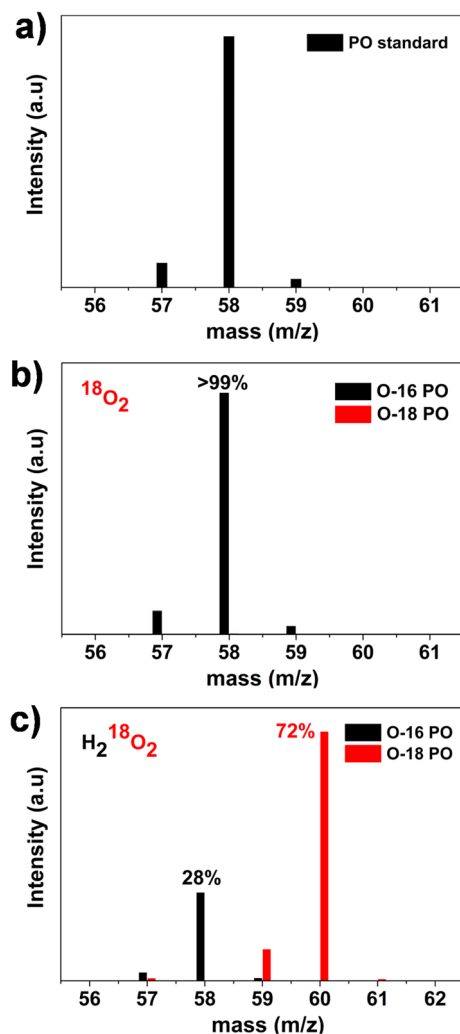 a)
PO standard
Intensity (a.u)
56 57 58 59 60 61
mass (m/z)
b)
18O2
>99%
O-16 PO
O-18 PO
Intensity (a.u)
56 57 58 59 60 61
mass (m/z)
c)
H2 18O2
72%
O-16 PO
O-18 PO
28%
Intensity (a.u)
56 57 58 59 60 61 62
mass (m/z)